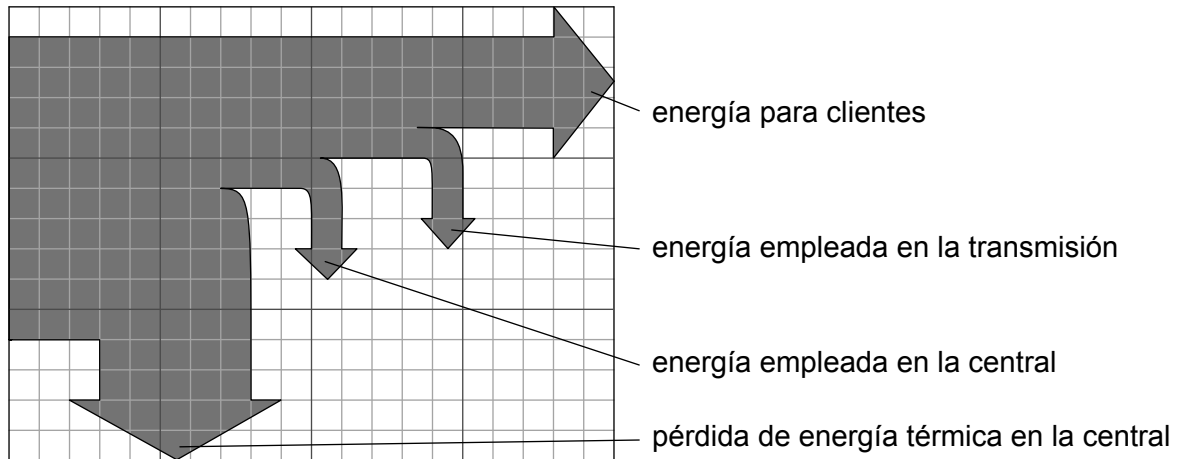 energía para clientes
energía empleada en la transmisión
energía empleada en la central
pérdida de energía térmica en la central